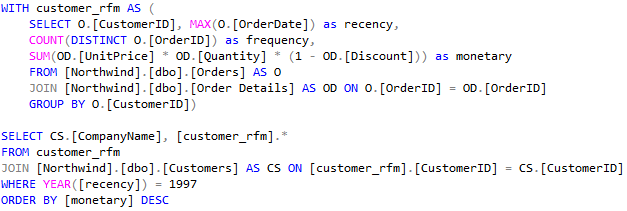 WITH customer_rfm AS (
SELECT O.[CustomerID], MAX(O.[OrderDate]) as recency,
COUNT(DISTINCT O.[OrderID]) as frequency,
SUM(OD.[UnitPrice] * OD.[Quantity] * (1 - OD.[Discount])) as monetary
FROM [Northwind].[dbo].[Orders] AS O
JOIN [Northwind].[dbo].[Order Details] AS OD ON O.[OrderID] = OD.[OrderID]
GROUP BY O.[CustomerID])
SELECT CS.[CompanyName], [customer_rfm].*
FROM customer_rfm
JOIN [Northwind].[dbo].[Customers] AS CS ON [customer_rfm].[CustomerID] = CS.[CustomerID]
WHERE YEAR([recency]) = 1997
ORDER BY [monetary] DESC